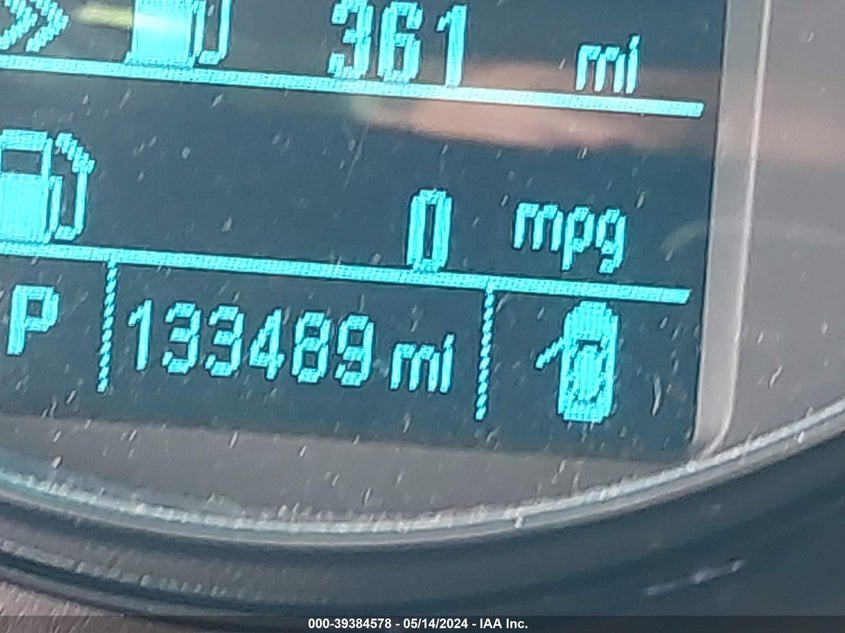 361 mi
0 mpg
P 133489 mi
000-39384578 - 05/14/2024 - IAA Inc.